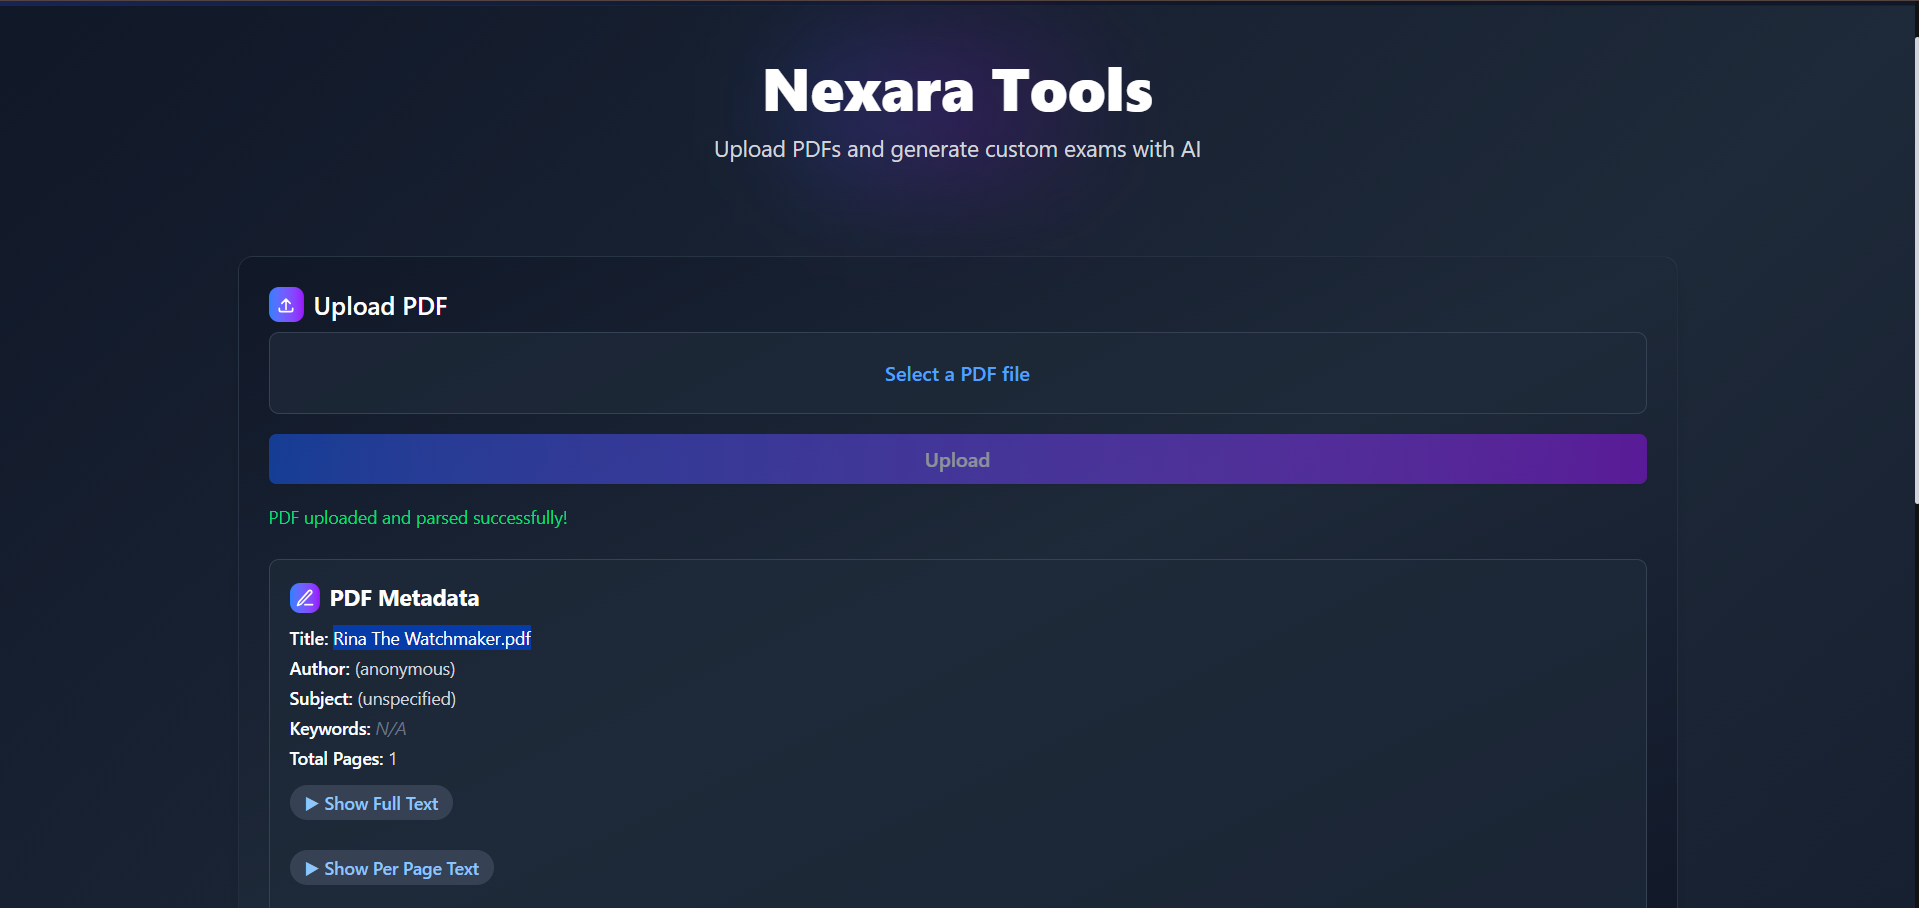 Nexara Tools
Upload PDFs and generate custom exams with AI
Upload PDF
Select a PDF file
Upload
PDF uploaded and parsed successfully!
PDF Metadata
Title: Rina The Watchmaker.pdf
Author: (anonymous)
Subject: (unspecified)
Keywords: N/A
Total Pages: 1
▶ Show Full Text
▶ Show Per Page Text